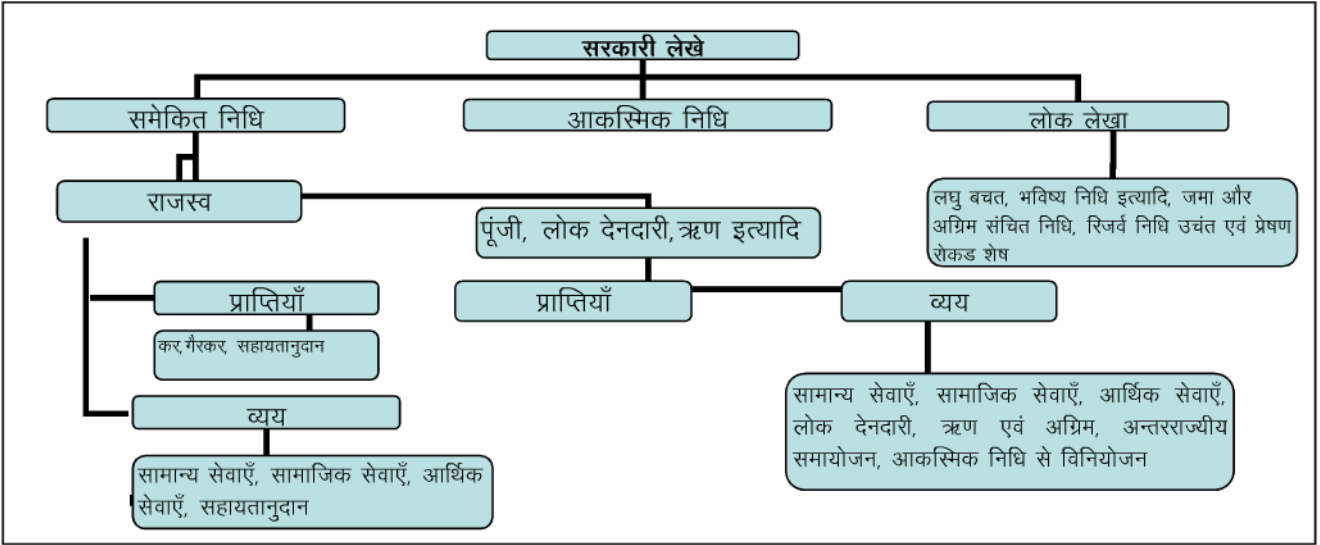 सरकारी लेखे
समेकित निधि
आकस्मिक निधि
लोक लेखा
राजस्व
पूंजी, लोक देनदारी,ऋण इत्यादि
लघु बचत, भविष्य निधि इत्यादि, जमा और
अग्रिम संचित निधि, रिजर्व निधि उचंत एवं प्रेषण
रोकड शेष
प्राप्तियाँ
कर,गैरकर, सहायतानुदान
व्यय
सामान्य सेवाएँ, सामाजिक सेवाएँ, आर्थिक
सेवाएँ, सहायतानुदान
प्राप्तियाँ
व्यय
सामान्य सेवाएँ, सामाजिक सेवाएँ, आर्थिक सेवाएँ,
लोक देनदारी, ऋण एवं अग्रिम, अन्तरराज्यीय
समायोजन, आकस्मिक निधि से विनियोजन